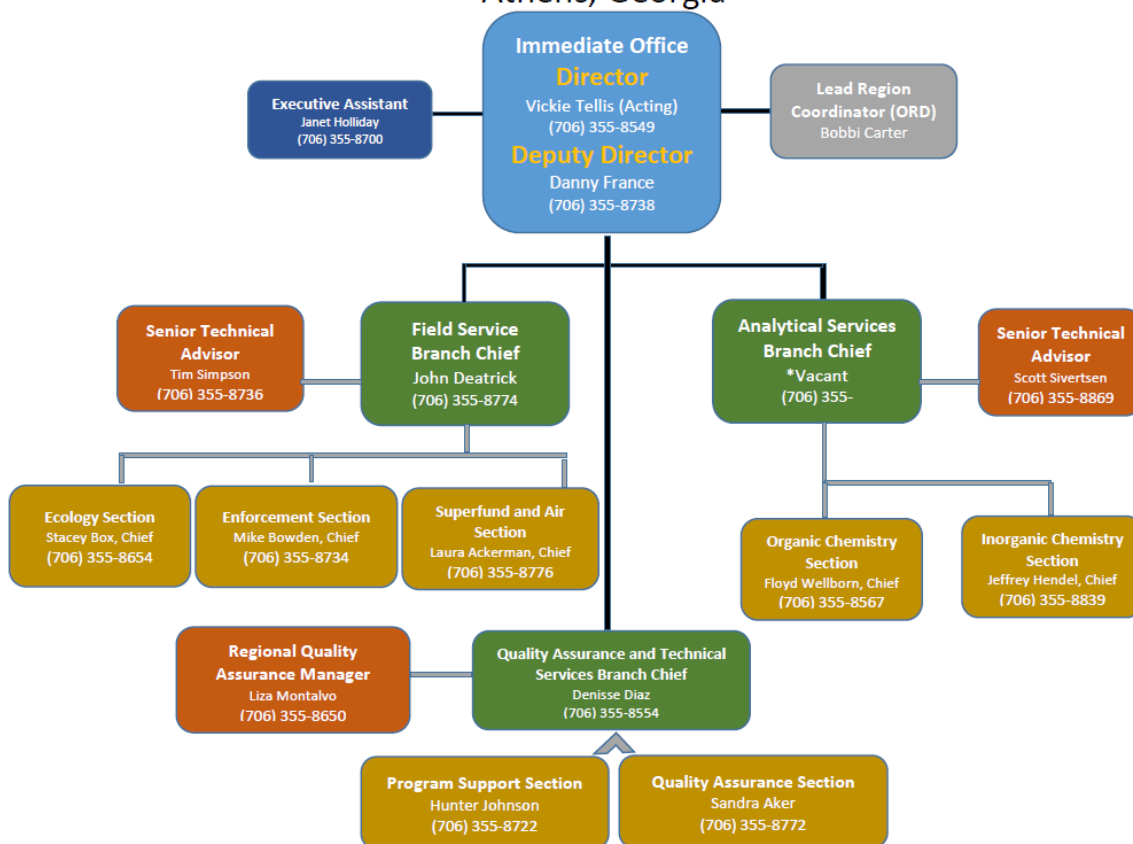 Athens, Georgia
Immediate Office
Director
Vickie Tellis (Acting)
(706) 355-8549
Deputy Director
Danny France
(706) 355-8738
Executive Assistant
Janet Holliday
(706) 355-8700
Lead Region
Coordinator (ORD)
Bobbi Carter
Senior Technical
Advisor
Tim Simpson
(706) 355-8736
Field Service
Branch Chief
John Deatrick
(706) 355-8774
Analytical Services
Branch Chief
*Vacant
(706) 355-
Senior Technical
Advisor
Scott Sivertsen
(706) 355-8869
Ecology Section
Stacey Box, Chief
(706) 355-8654
Enforcement Section
Mike Bowden, Chief
(706) 355-8734
Superfund and Air
Section
Laura Ackerman, Chief
(706) 355-8776
Organic Chemistry
Section
Floyd Wellborn, Chief
(706) 355-8567
Inorganic Chemistry
Section
Jeffrey Hendel, Chief
(706) 355-8839
Regional Quality
Assurance Manager
Liza Montalvo
(706) 355-8650
Quality Assurance and Technical
Services Branch Chief
Denisse Diaz
(706) 355-8554
Program Support Section
Hunter Johnson
(706) 355-8722
Quality Assurance Section
Sandra Aker
(706) 355-8772